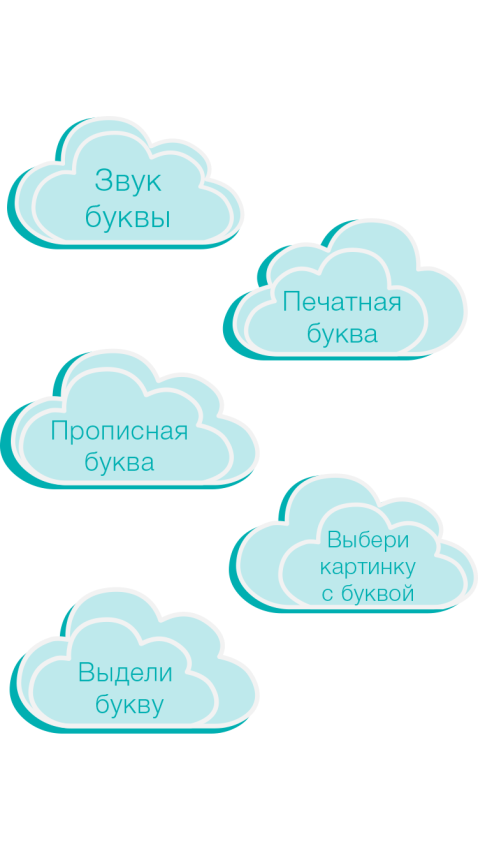 Звук
буквы
Печатная
буква
Прописная
буква
Выбери
картинку
с буквой
Выдели
букву